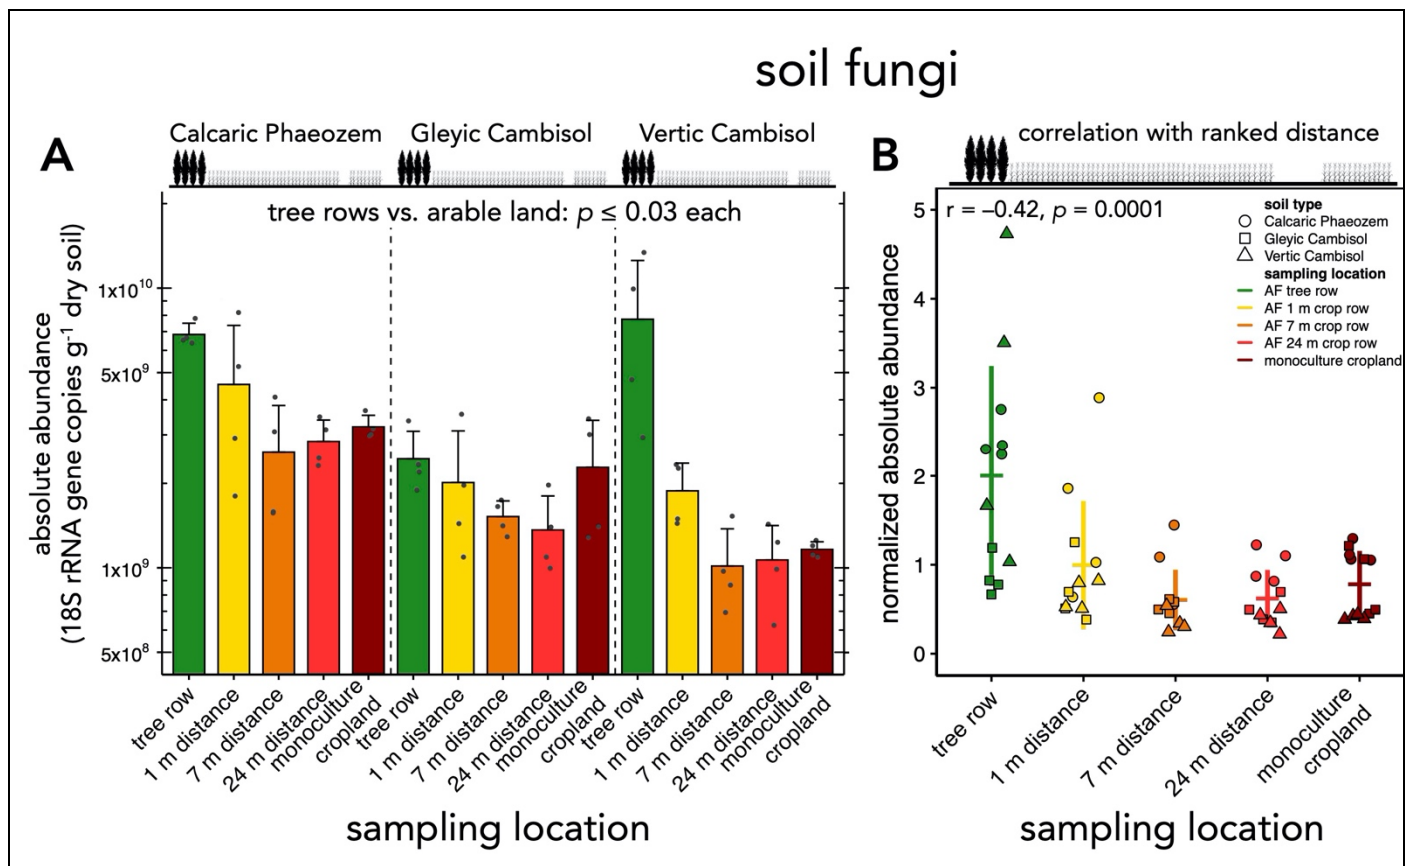 soil fungi
A
Calcaric Phaeozem
Gleyic Cambisol
Vertic Cambisol
tree rows vs. arable land: p ≤ 0.03 each
absolute abundance
(18S rRNA gene copies g⁻¹ dry soil)
1x10¹⁰
5x10⁹
1x10⁹
5x10⁸
tree row
1 m distance
7 m distance
24 m distance
monoculture
cropland
tree row
1 m distance
7 m distance
24 m distance
monoculture
cropland
tree row
1 m distance
7 m distance
24 m distance
monoculture
cropland
sampling location
B
correlation with ranked distance
r = –0.42, p = 0.0001
soil type
Calcaric Phaeozem
Gleyic Cambisol
Vertic Cambisol
sampling location
AF tree row
AF 1 m crop row
AF 7 m crop row
AF 24 m crop row
monoculture cropland
normalized absolute abundance
5
4
3
2
1
0
tree row
1 m distance
7 m distance
24 m distance
monoculture
cropland
sampling location